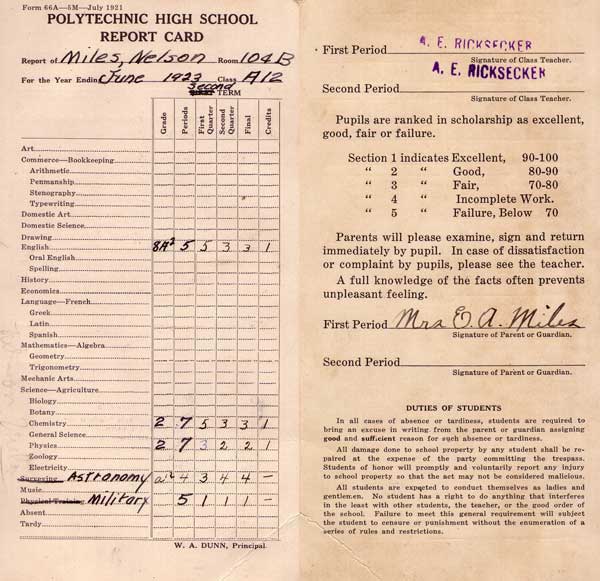 Form 66A—5M—July 1921
POLYTECHNIC HIGH SCHOOL
REPORT CARD
Report of Miles, Nelson Room 104B
For the Year Ending June 1923 Class A12
Second TERM
Grade Periods First Quarter Second Quarter Final Credits
Art
Commerce—Bookkeeping
Arithmetic
Penmanship
Stenography
Typewriting
Domestic Art
Domestic Science
Drawing
English 8A² 5 5 3 3 1
Oral English
Spelling
History
Economics
Language—French
Greek
Latin
Spanish
Mathematics—Algebra
Geometry
Trigonometry
Mechanic Arts
Science—Agriculture
Biology
Botany
Chemistry 2 7 5 3 3 1
General Science
Physics 2 7 3 2 2 1
Zoology
Electricity
Surveying Astronomy a² 4 3 4 4 —
Music
Physical Training Military 5 1 1 1 —
Absent
Tardy
W. A. DUNN, Principal.
First Period A. E. RICKSECKER
Signature of Class Teacher.
A. E. RICKSECKER
Second Period
Signature of Class Teacher.
Pupils are ranked in scholarship as excellent,
good, fair or failure.
Section 1 indicates Excellent, 90-100
" 2 " Good, 80-90
" 3 " Fair, 70-80
" 4 " Incomplete Work.
" 5 " Failure, Below 70
Parents will please examine, sign and return
immediately by pupil. In case of dissatisfaction
or complaint by pupils, please see the teacher.
A full knowledge of the facts often prevents
unpleasant feeling.
First Period Mrs E. A. Miles
Signature of Parent or Guardian.
Second Period
Signature of Parent or Guardian.
DUTIES OF STUDENTS
In all cases of absence or tardiness, students are required to
bring an excuse in writing from the parent or guardian assigning
good and sufficient reason for such absence or tardiness.
All damage done to school property by any student shall be re-
paired at the expense of the party committing the trespass.
Students of honor will promptly and voluntarily report any injury
to school property so that the act may not be considered malicious.
All students are expected to conduct themselves as ladies and
gentlemen. No student has a right to do anything that interferes
in the least with other students, the teacher, or the good order of
the school. Failure to meet this general requirement will subject
the student to censure or punishment without the enumeration of a
series of rules and restrictions.